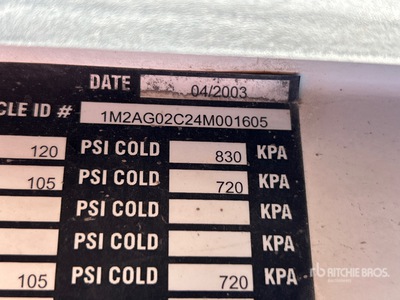 DATE 04/2003
CLE ID # 1M2AG02C24M001605
120 PSI COLD 830 KPA
105 PSI COLD 720 KPA
PSI COLD KPA
PSI COLD KPA
105 PSI COLD 720 KPA
rb RITCHIE BROS.